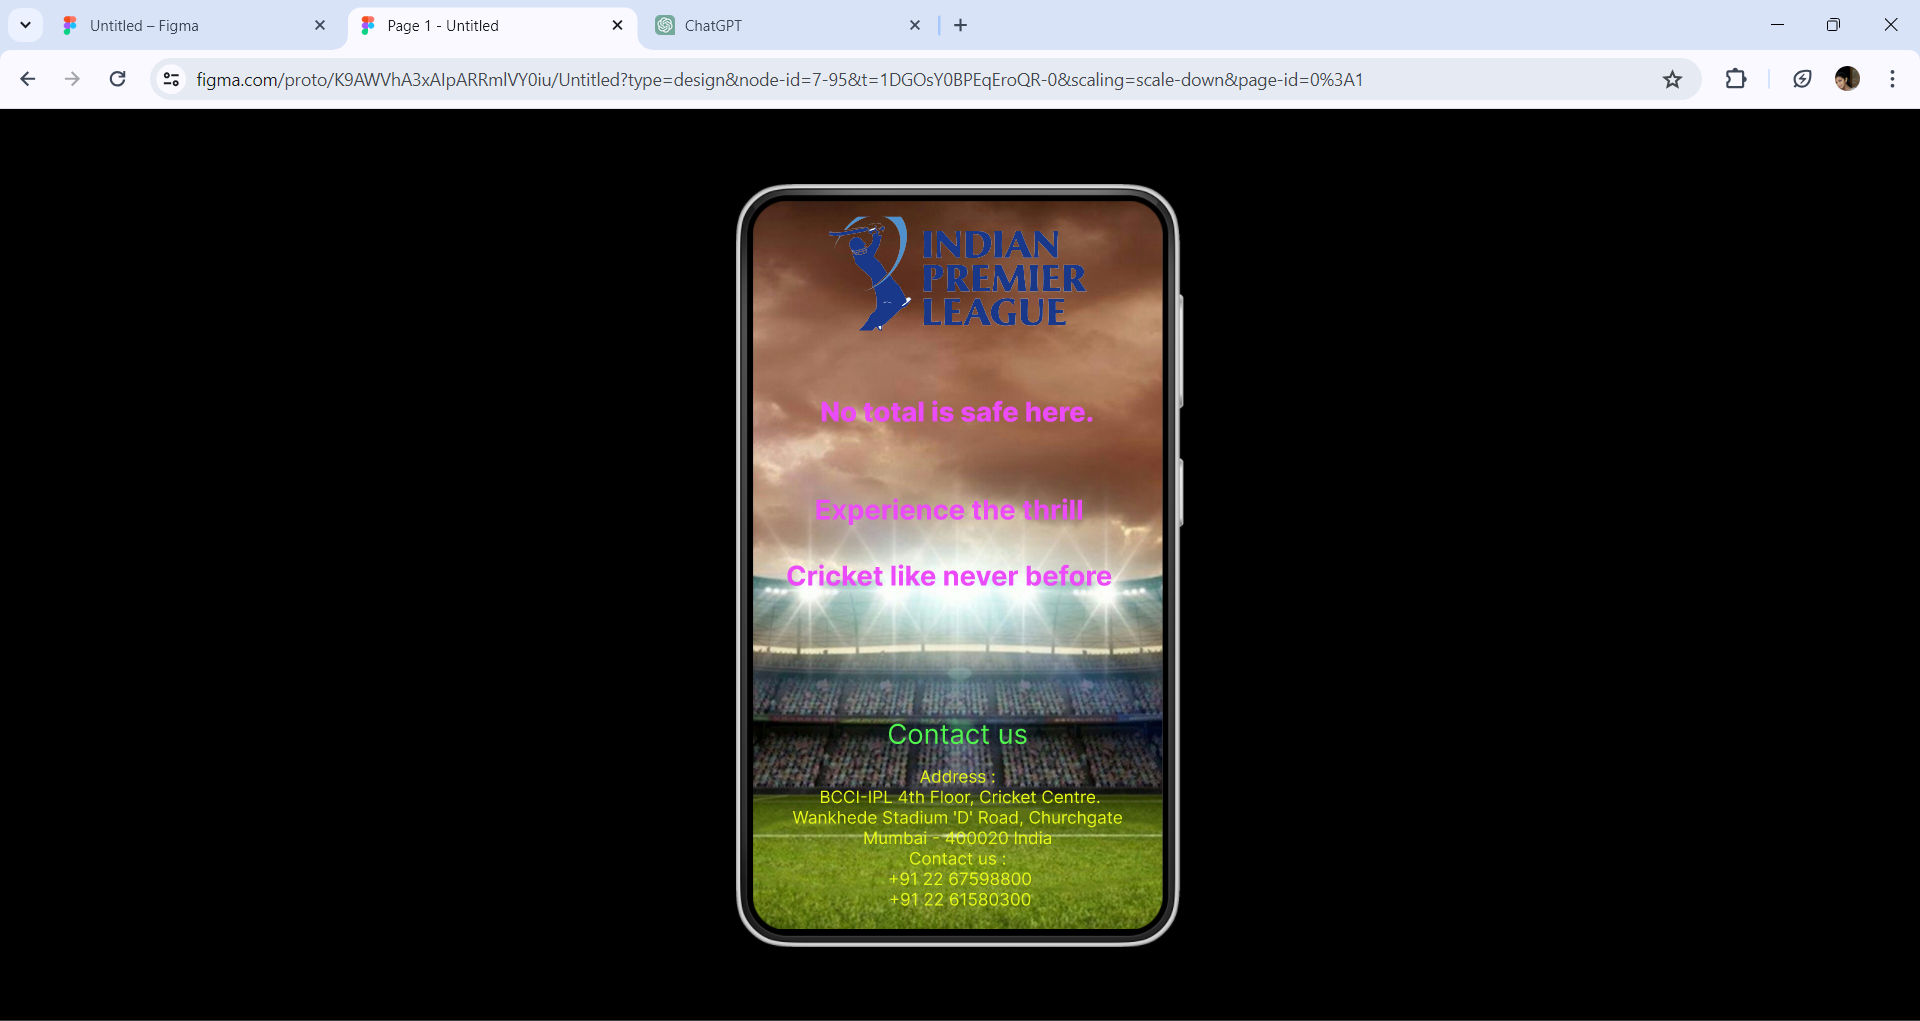 Untitled – Figma
Page 1 - Untitled
ChatGPT
figma.com/proto/K9AWVhA3xAIpARRmlVY0iu/Untitled?type=design&node-id=7-95&t=1DGOsY0BPEqEroQR-0&scaling=scale-down&page-id=0%3A1
INDIAN
PREMIER
LEAGUE
No total is safe here.
Experience the thrill
Cricket like never before
Contact us
Address :
BCCI-IPL 4th Floor, Cricket Centre.
Wankhede Stadium 'D' Road, Churchgate
Mumbai - 400020 India
Contact us :
+91 22 67598800
+91 22 61580300